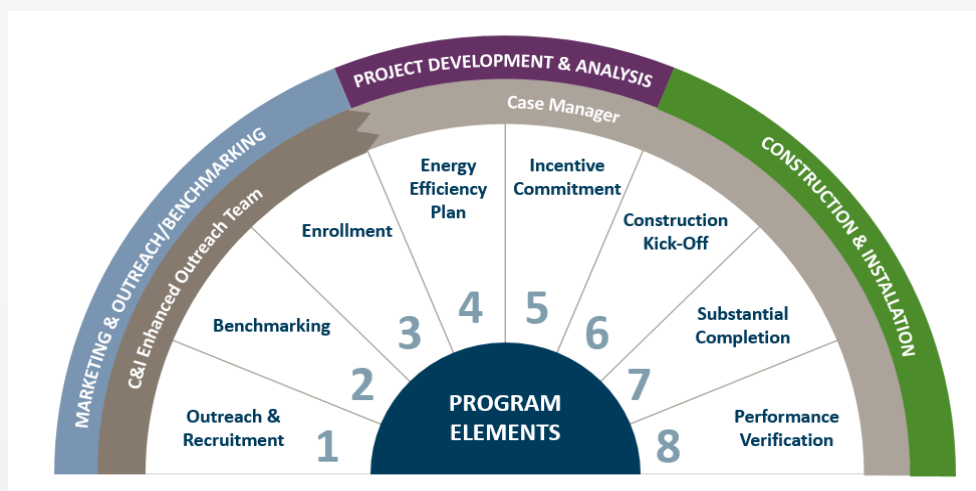 MARKETING & OUTREACH/BENCHMARKING
PROJECT DEVELOPMENT & ANALYSIS
CONSTRUCTION & INSTALLATION
C&I Enhanced Outreach Team
Case Manager
Outreach &
Recruitment
1
Benchmarking
2
Enrollment
3
Energy
Efficiency
Plan
4
Incentive
Commitment
5
Construction
Kick-Off
6
Substantial
Completion
7
Performance
Verification
8
PROGRAM
ELEMENTS